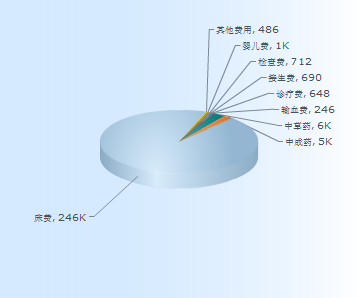 其他费用, 486
婴儿费, 1K
检查费, 712
接生费, 690
诊疗费, 648
输血费, 246
中草药, 6K
中成药, 5K
床费, 246K